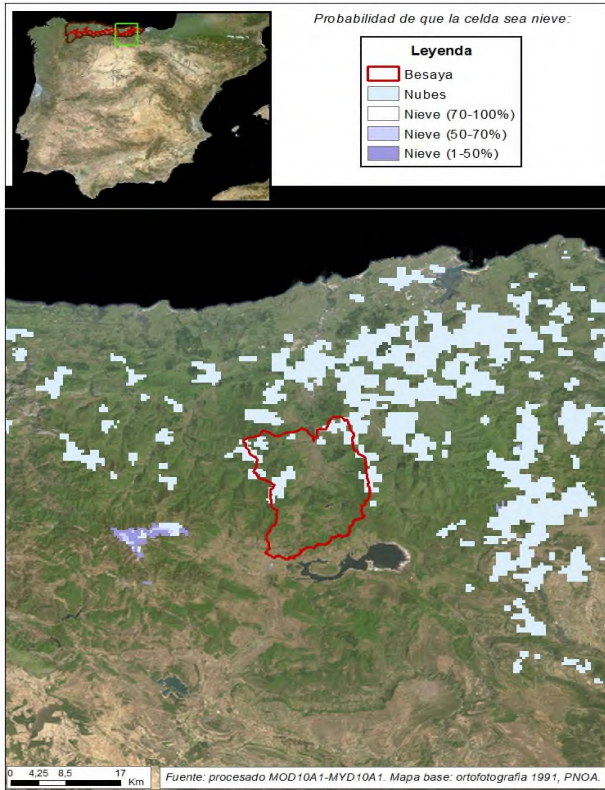 Probabilidad de que la celda sea nieve:
Leyenda
Besaya
Nubes
Nieve (70-100%)
Nieve (50-70%)
Nieve (1-50%)
0 4,25 8,5 17
Km
Fuente: procesado MOD10A1-MYD10A1. Mapa base: ortofotografia 1991, PNOA.